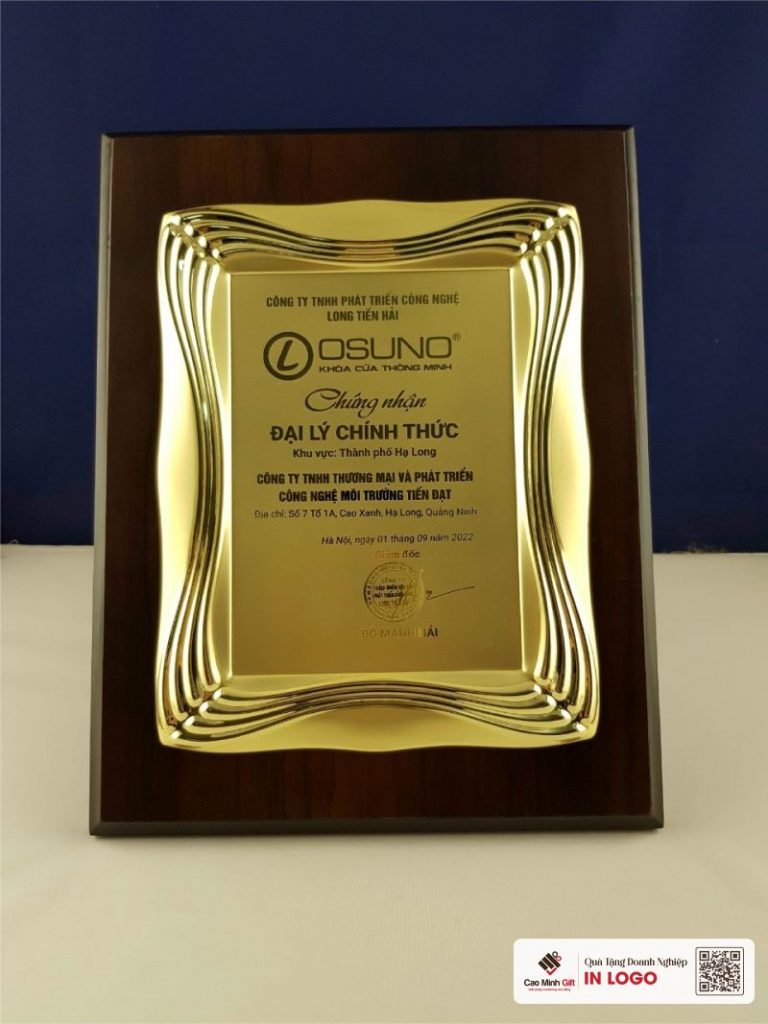 CÔNG TY TNHH PHÁT TRIỂN CÔNG NGHỆ
LONG TIẾN HẢI
LOSUNO®
KHÓA CỬA THÔNG MINH
Chứng nhận
ĐẠI LÝ CHÍNH THỨC
Khu vực: Thành phố Hạ Long
CÔNG TY TNHH THƯƠNG MẠI VÀ PHÁT TRIỂN
CÔNG NGHỆ MÔI TRƯỜNG TIẾN ĐẠT
Địa chỉ: Số 7 Tổ 1A, Cao Xanh, Hạ Long, Quảng Ninh
Hà Nội, ngày 01 tháng 09 năm 2022
Giám đốc
CÔNG TY
ĐỖ MẠNH HẢI
Cao Minh Gift
Quà Tặng Doanh Nghiệp
IN LOGO